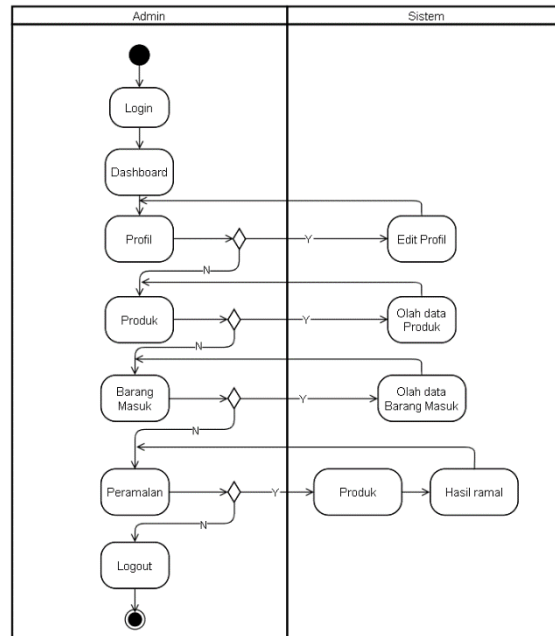 Admin
Sistem
Login
Dashboard
Profil
Y
Edit Profil
N
Produk
Y
Olah data
Produk
N
Barang
Masuk
Y
Olah data
Barang Masuk
N
Peramalan
Y
Produk
Hasil ramal
N
Logout